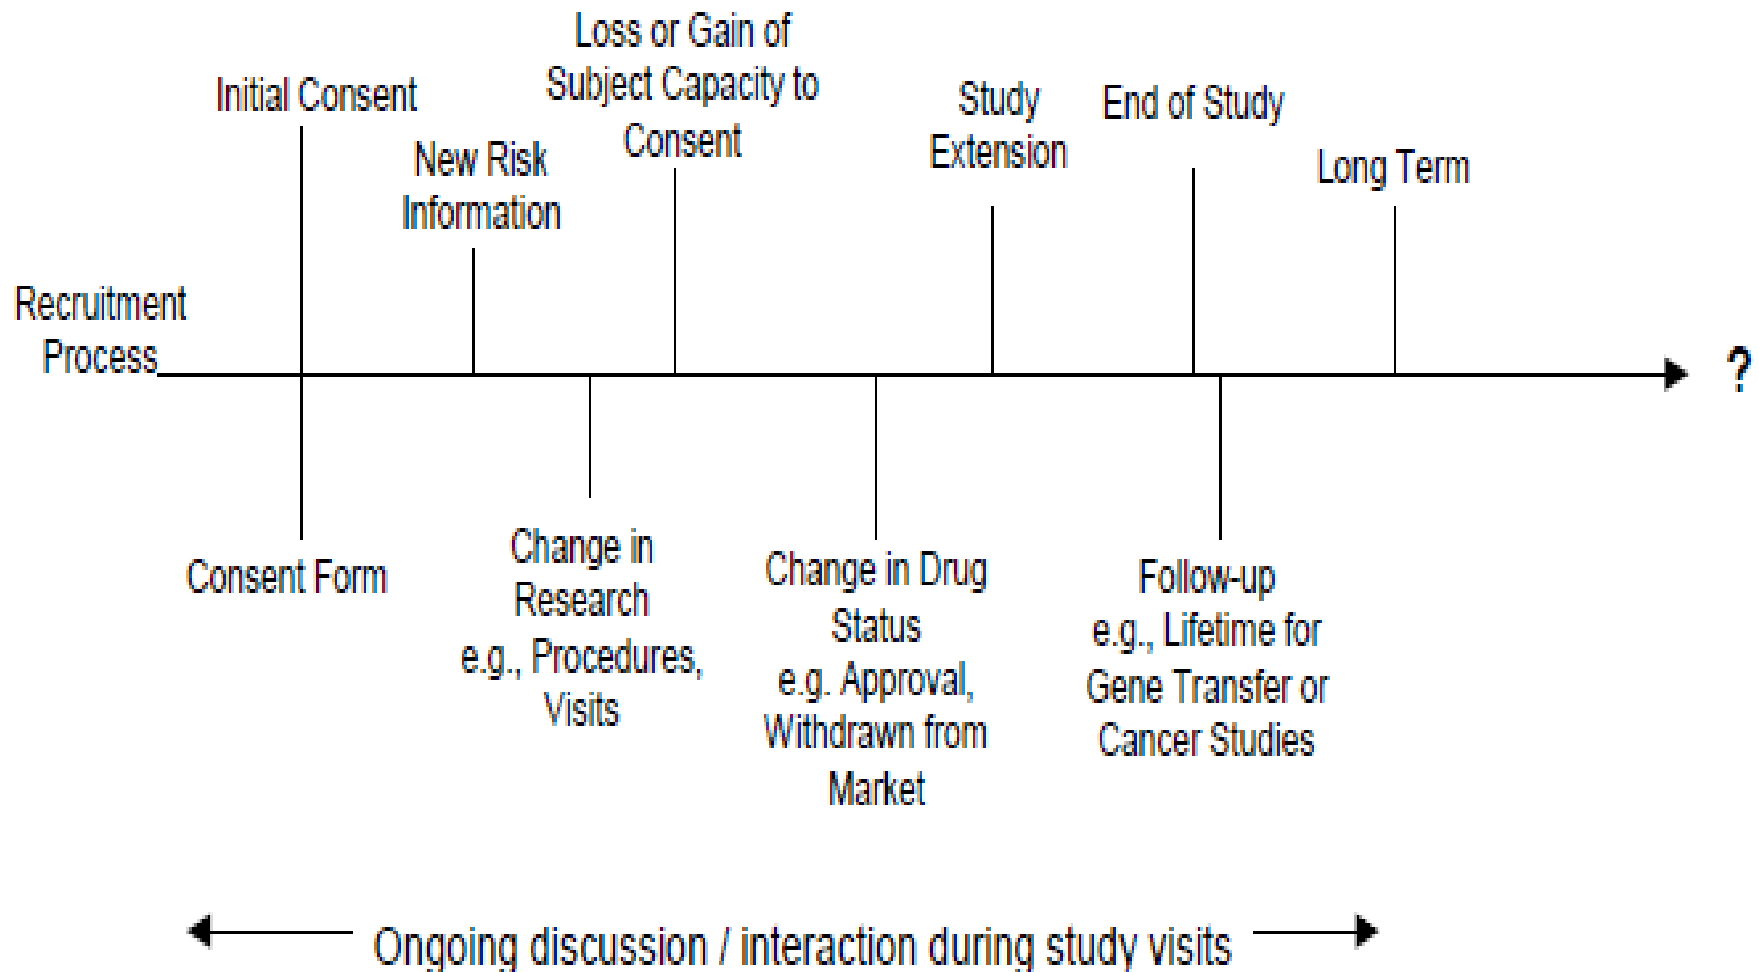 Loss or Gain of
Subject Capacity to
Consent
Initial Consent
New Risk
Information
Study
Extension
End of Study
Long Term
Recruitment
Process
?
Consent Form
Change in
Research
e.g., Procedures,
Visits
Change in Drug
Status
e.g. Approval,
Withdrawn from
Market
Follow-up
e.g., Lifetime for
Gene Transfer or
Cancer Studies
Ongoing discussion / interaction during study visits